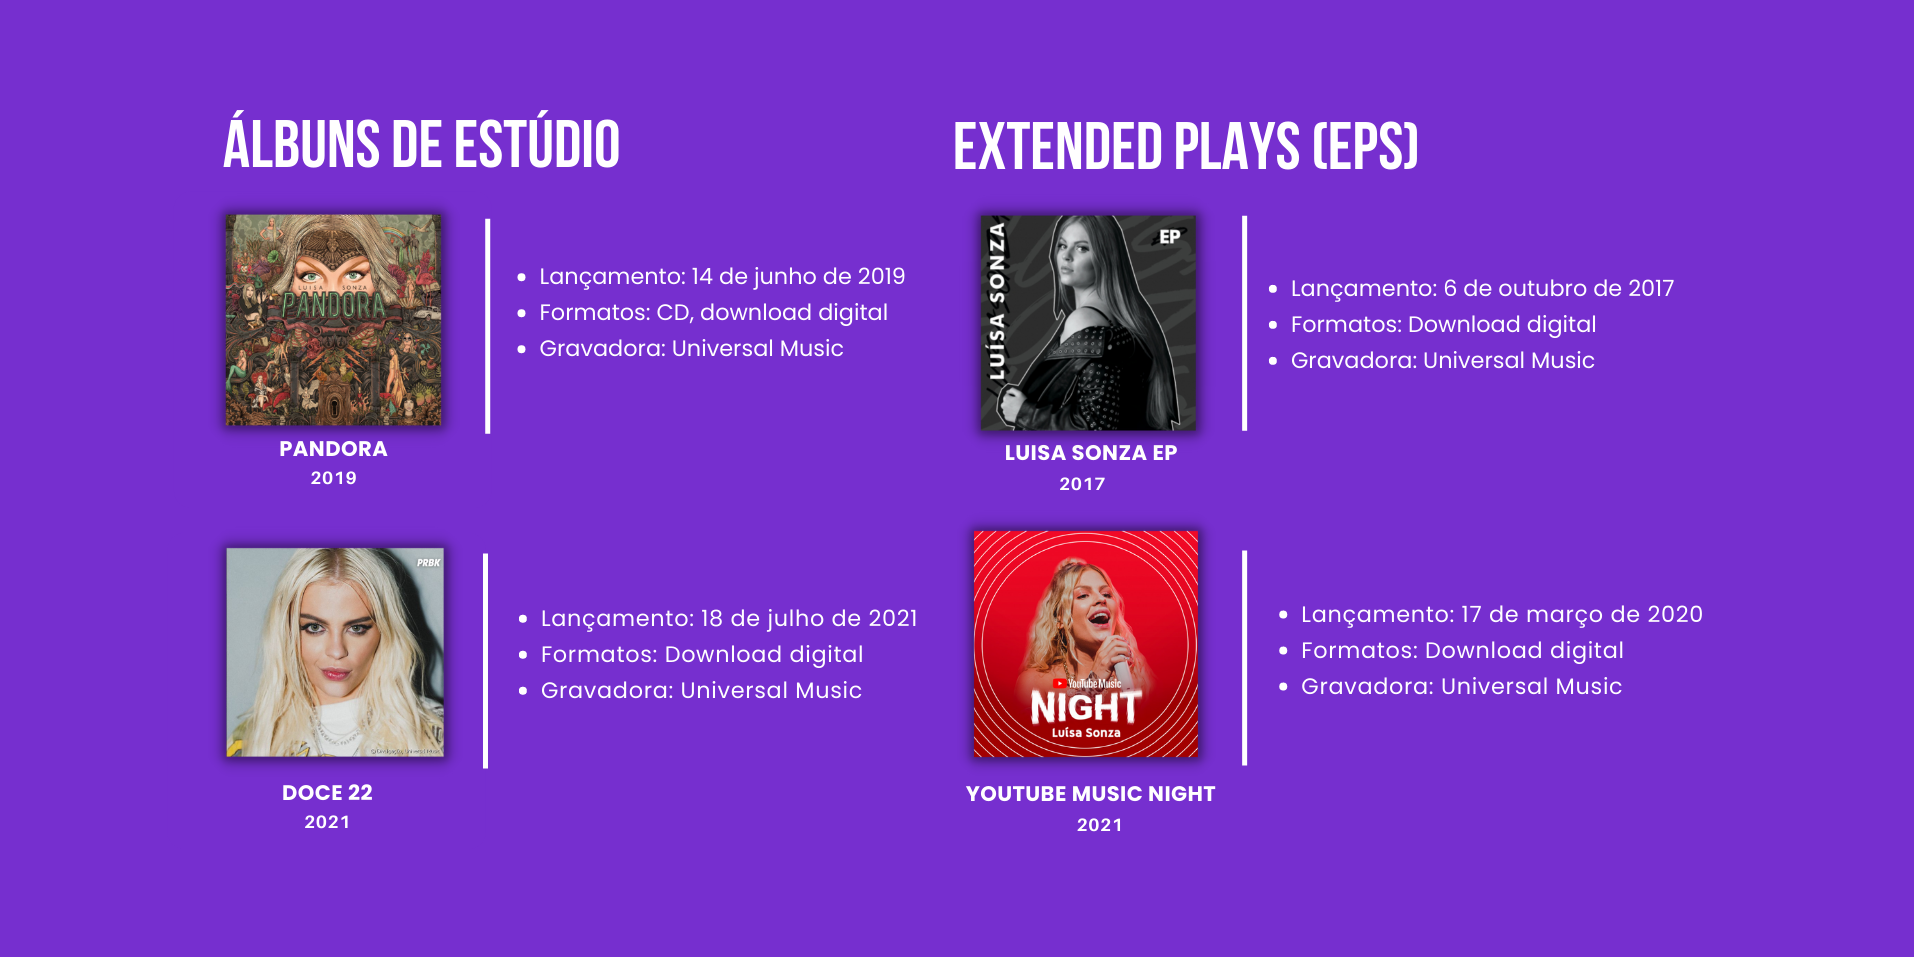 ÁLBUNS DE ESTÚDIO
LUISA SONZA
PANDORA
PANDORA
2019
Lançamento: 14 de junho de 2019
Formatos: CD, download digital
Gravadora: Universal Music
PRBK
DOCE 22
2021
Lançamento: 18 de julho de 2021
Formatos: Download digital
Gravadora: Universal Music
EXTENDED PLAYS (EPS)
LUÍSA SONZA
EP
LUISA SONZA EP
2017
Lançamento: 6 de outubro de 2017
Formatos: Download digital
Gravadora: Universal Music
YouTube Music
NIGHT
Luísa Sonza
YOUTUBE MUSIC NIGHT
2021
Lançamento: 17 de março de 2020
Formatos: Download digital
Gravadora: Universal Music